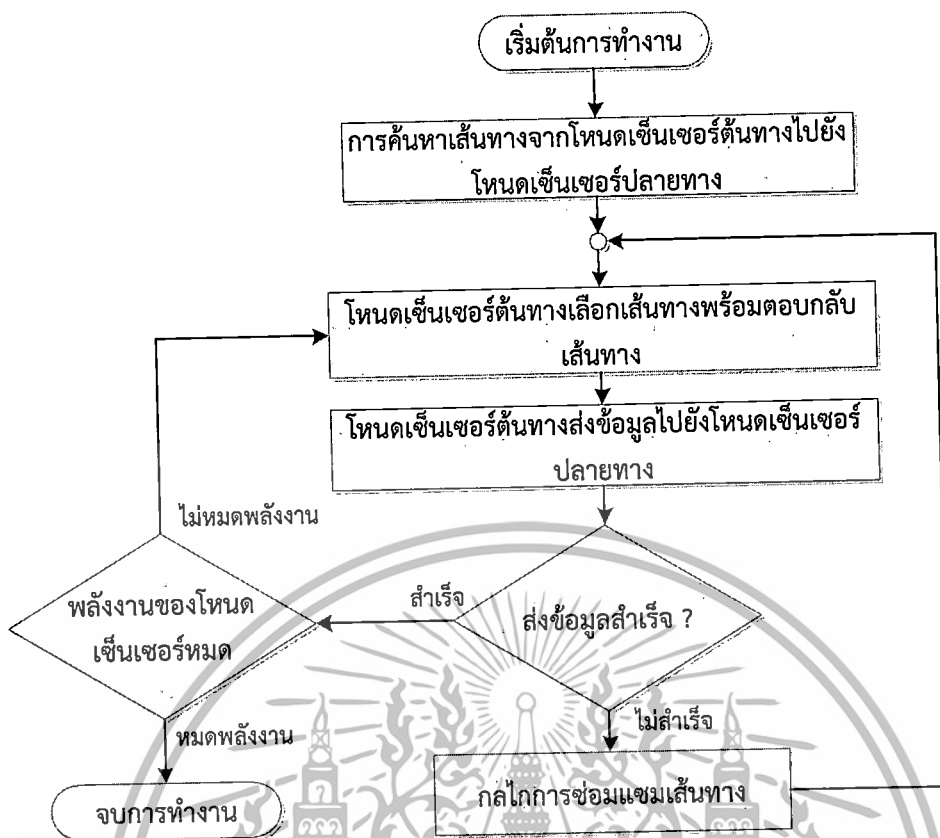 เริ่มต้นการทำงาน
การค้นหาเส้นทางจากโหนดเซ็นเซอร์ต้นทางไปยัง
โหนดเซ็นเซอร์ปลายทาง
โหนดเซ็นเซอร์ต้นทางเลือกเส้นทางพร้อมตอบกลับ
เส้นทาง
โหนดเซ็นเซอร์ต้นทางส่งข้อมูลไปยังโหนดเซ็นเซอร์
ปลายทาง
ไม่หมดพลังงาน
พลังงานของโหนด
เซ็นเซอร์หมด
สำเร็จ
ส่งข้อมูลสำเร็จ ?
หมดพลังงาน
ไม่สำเร็จ
จบการทำงาน
กลไกการซ่อมแซมเส้นทาง